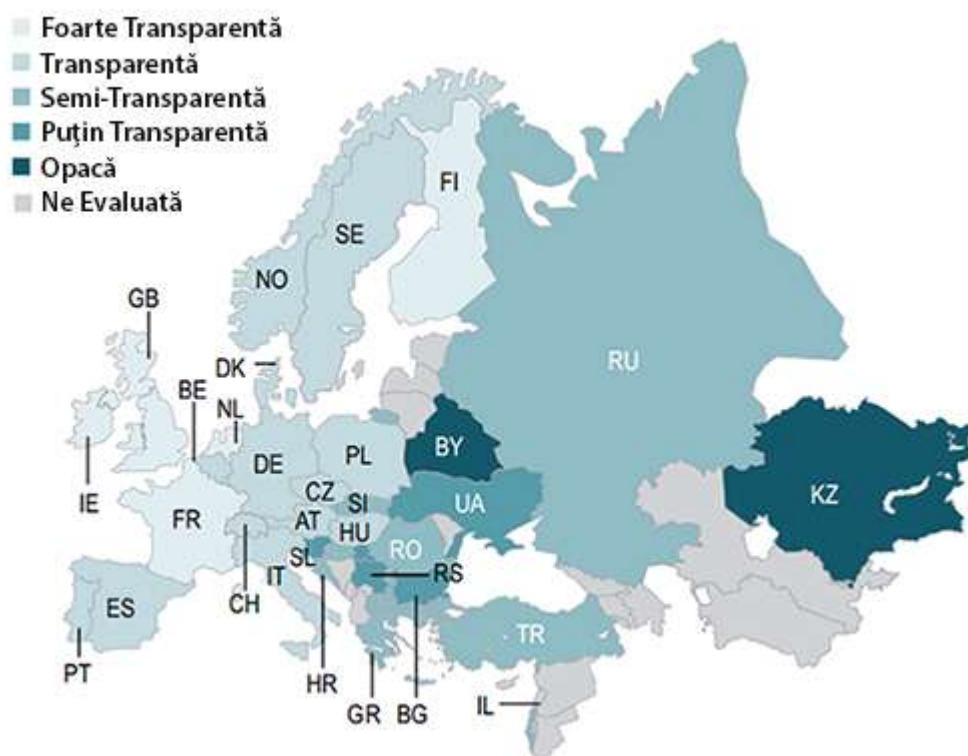 Foarte Transparentă
Transparentă
Semi-Transparentă
Puțin Transparentă
Opacă
Ne Evaluată
FI
SE
NO
GB
RU
DK
BE
NL
BY
DE
PL
KZ
IE
CZ
SI
UA
FR
AT
HU
RO
SL
IT
RS
CH
ES
TR
PT
HR
GR
BG
IL